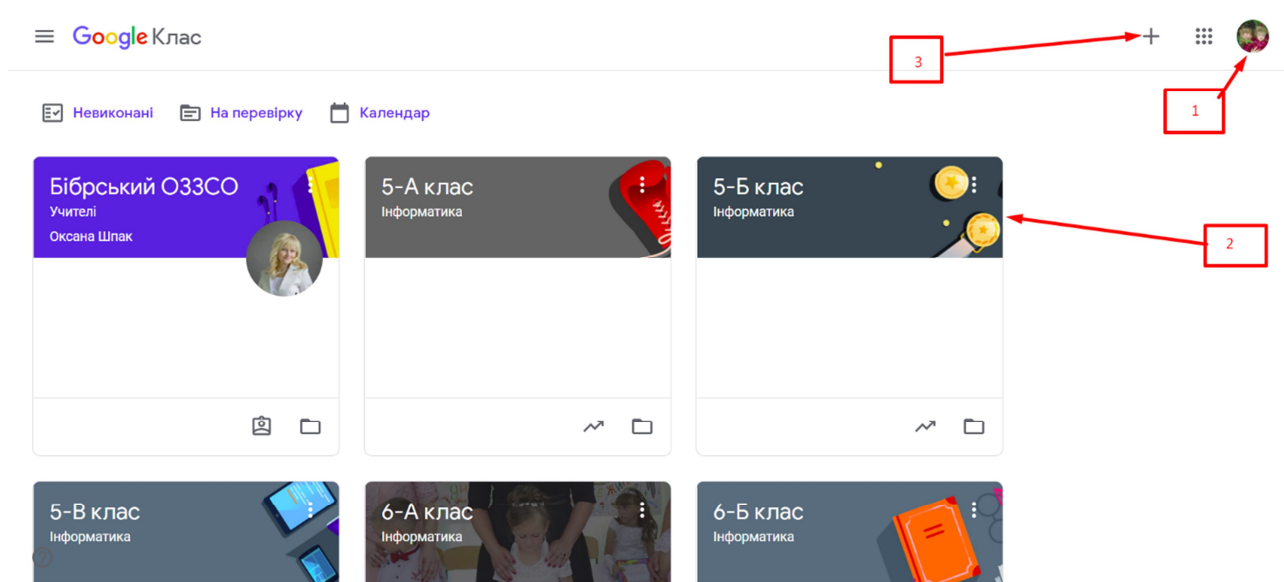 Google Клас
3
1
Невиконані
На перевірку
Календар
Бібрський ОЗЗСО
Учителі
Оксана Шпак
5-А клас
Інформатика
5-Б клас
Інформатика
2
5-В клас
Інформатика
6-А клас
Інформатика
6-Б клас
Інформатика